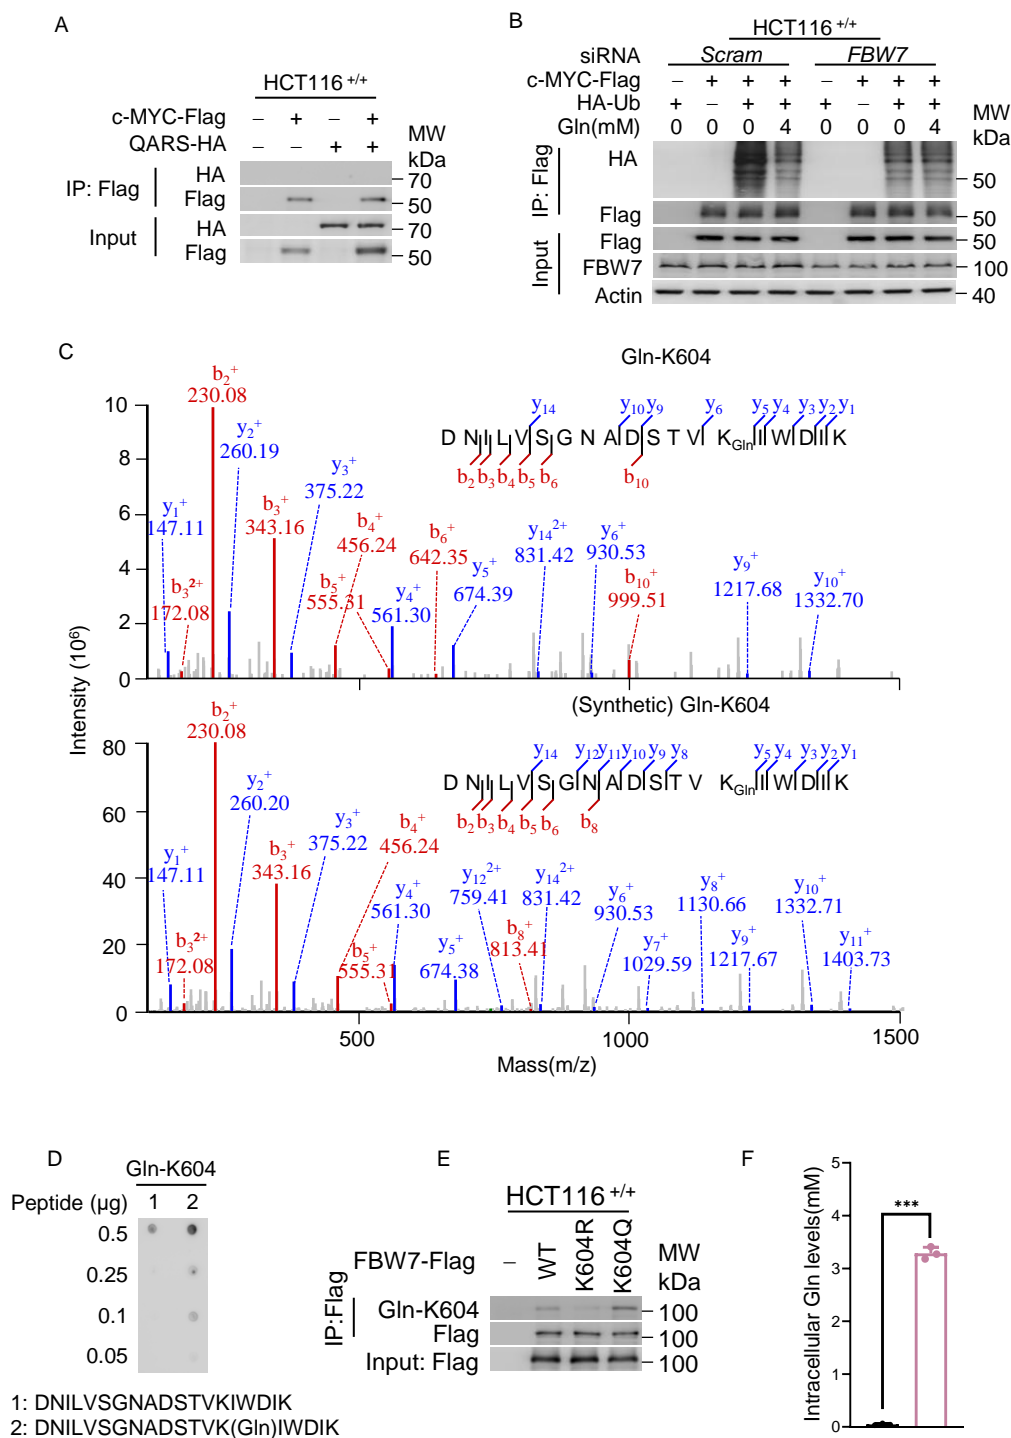 A
HCT116 +/+
c-MYC-Flag – + – +
QARS-HA – – + +
MW
kDa
IP: Flag
HA
70
Flag
50
Input
HA
70
Flag
50
B
HCT116 +/+
siRNA Scram FBW7
c-MYC-Flag – + + + – + + +
HA-Ub + – + + + – + +
Gln(mM) 0 0 0 4 0 0 0 4
MW
kDa
IP: Flag
HA
50
Flag
50
Input
Flag
50
FBW7
100
Actin
40
C
Gln-K604
b2+
230.08
y2+
260.19
y3+
375.22
y1+
147.11
b3+
343.16
b4+
456.24
b6+
642.35
y14 2+
831.42
y6+
930.53
b3 2+
172.08
b5+
555.31
y4+
561.30
y5+
674.39
b10+
999.51
y9+
1217.68
y10+
1332.70
y14 y10 y9 y6 y5 y4 y3 y2 y1
D N I L V S G N A D S T V K Gln I W D I K
b2 b3 b4 b5 b6 b10
10
8
6
4
2
0
Intensity (10⁶)
(Synthetic) Gln-K604
b2+
230.08
y2+
260.20
y3+
375.22
y1+
147.11
b3+
343.16
b4+
456.24
y4+
561.30
y12 2+
759.41
y14 2+
831.42
y6+
930.53
y8+
1130.66
y10+
1332.71
b3 2+
172.08
b5+
555.31
y5+
674.38
b8+
813.41
y7+
1029.59
y9+
1217.67
y11+
1403.73
y14 y12 y11 y10 y9 y8 y5 y4 y3 y2 y1
D N I L V S G N A D S T V K Gln I W D I K
b2 b3 b4 b5 b6 b8
80
60
40
20
0
500 1000 1500
Mass(m/z)
D
Gln-K604
Peptide (µg) 1 2
0.5
0.25
0.1
0.05
1: DNILVSGNADSTVKIWDIK
2: DNILVSGNADSTVK(Gln)IWDIK
E
HCT116 +/+
FBW7-Flag – WT K604R K604Q
MW
kDa
IP:Flag
Gln-K604
100
Flag
100
Input: Flag
100
F
Intracellular Gln levels(mM)
5
4
3
2
1
0
***